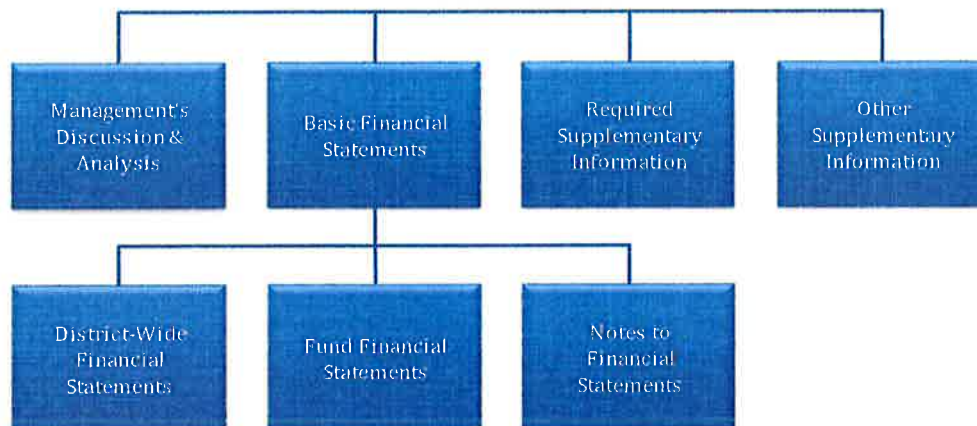 Management's
Discussion &
Analysis
Basic Financial
Statements
Required
Supplementary
Information
Other
Supplementary
Information
District-Wide
Financial
Statements
Fund Financial
Statements
Notes to
Financial
Statements